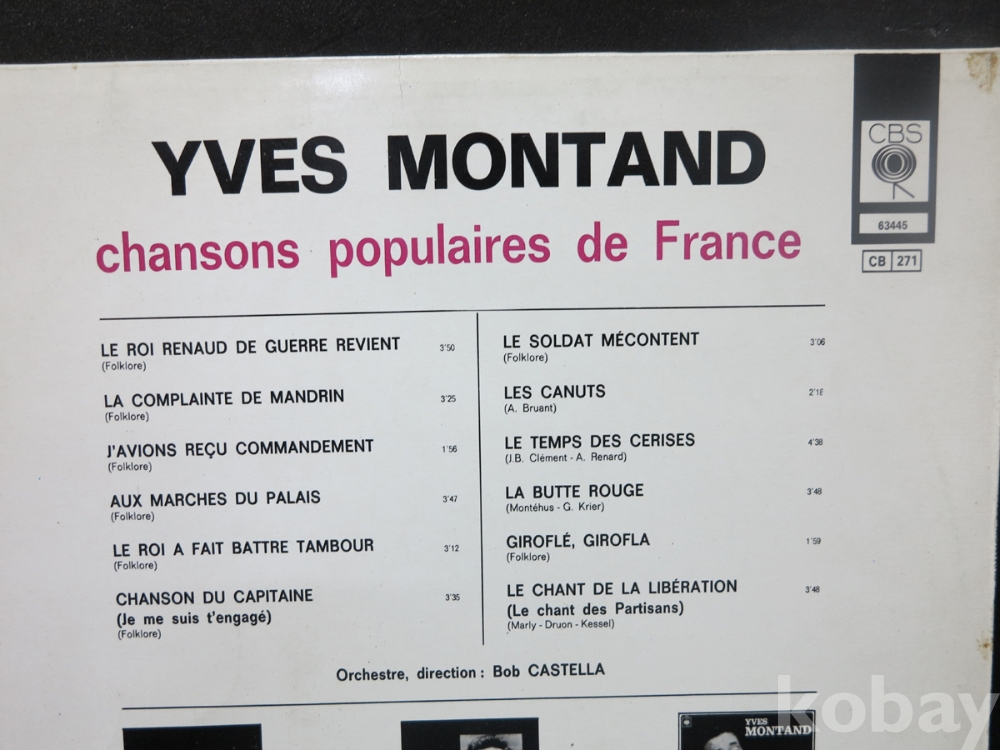 YVES MONTAND
chansons populaires de France
CBS
63445
CB 271
LE ROI RENAUD DE GUERRE REVIENT 3'50
(Folklore)
LA COMPLAINTE DE MANDRIN 3'25
(Folklore)
J'AVIONS REÇU COMMANDEMENT 1'56
(Folklore)
AUX MARCHES DU PALAIS 3'47
(Folklore)
LE ROI A FAIT BATTRE TAMBOUR 3'12
(Folklore)
CHANSON DU CAPITAINE 3'35
(Je me suis t'engagé)
(Folklore)
LE SOLDAT MÉCONTENT 3'06
(Folklore)
LES CANUTS
(A. Bruant)
LE TEMPS DES CERISES 4'38
(J.B. Clément - A. Renard)
LA BUTTE ROUGE 3'48
(Montéhus - G. Krier)
GIROFLÉ, GIROFLA 1'59
(Folklore)
LE CHANT DE LA LIBÉRATION 3'48
(Le chant des Partisans)
(Marly - Druon - Kessel)
Orchestre, direction : Bob CASTELLA
YVES
MONTAND
kobay